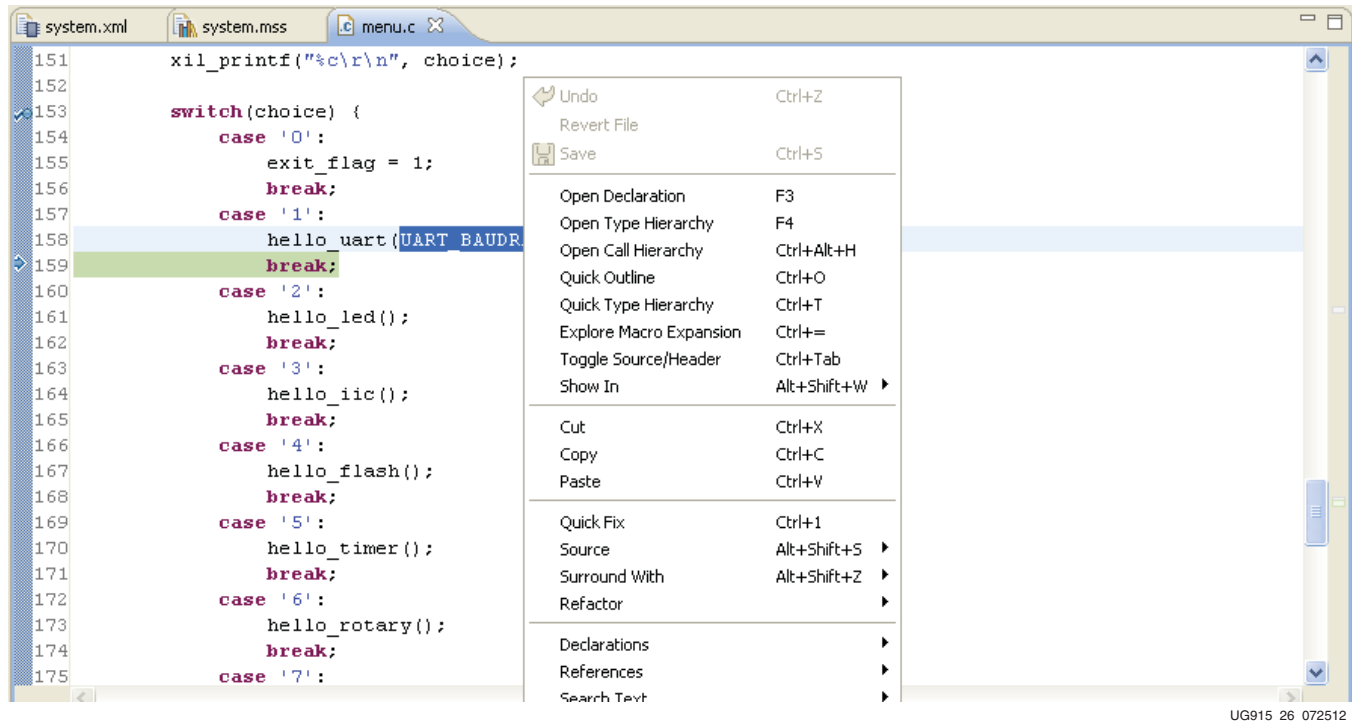 system.xml system.mss menu.c
151 xil_printf("%c\r\n", choice);
152
153 switch(choice) {
154 case '0':
155 exit_flag = 1;
156 break;
157 case '1':
158 hello_uart(UART_BAUDR
159 break;
160 case '2':
161 hello_led();
162 break;
163 case '3':
164 hello_iic();
165 break;
166 case '4':
167 hello_flash();
168 break;
169 case '5':
170 hello_timer();
171 break;
172 case '6':
173 hello_rotary();
174 break;
175 case '7':
Undo Ctrl+Z
Revert File
Save Ctrl+S
Open Declaration F3
Open Type Hierarchy F4
Open Call Hierarchy Ctrl+Alt+H
Quick Outline Ctrl+O
Quick Type Hierarchy Ctrl+T
Explore Macro Expansion Ctrl+=
Toggle Source/Header Ctrl+Tab
Show In Alt+Shift+W
Cut Ctrl+X
Copy Ctrl+C
Paste Ctrl+V
Quick Fix Ctrl+1
Source Alt+Shift+S
Surround With Alt+Shift+Z
Refactor
Declarations
References
Search Text
UG915_26_072512